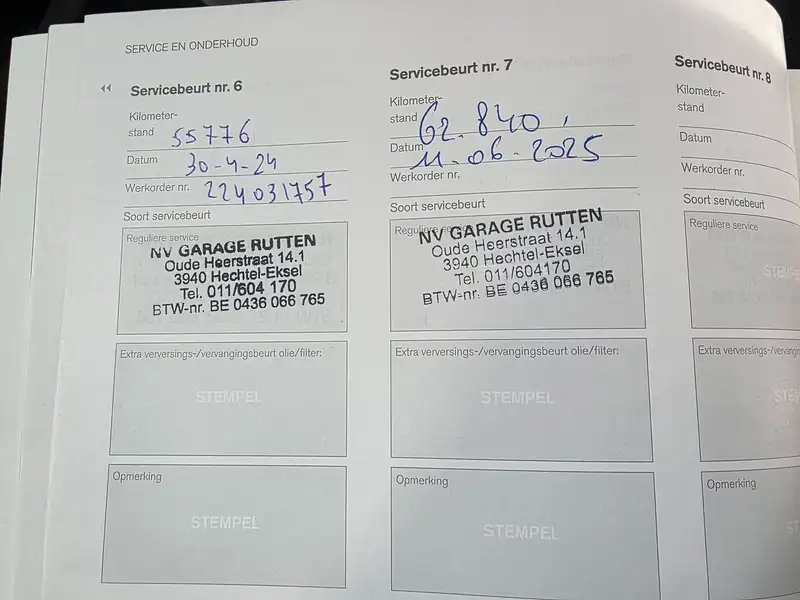 SERVICE EN ONDERHOUD
Servicebeurt nr. 6
Kilometer-
stand 55776
Datum 30-4-24
Werkorder nr. 224031757
Soort servicebeurt
Reguliere service
NV GARAGE RUTTEN
Oude Heerstraat 14.1
3940 Hechtel-Eksel
Tel. 011/604 170
BTW-nr. BE 0436 066 765
Extra verversings-/vervangingsbeurt olie/filter:
STEMPEL
Opmerking
STEMPEL
Servicebeurt nr. 7
Kilometer-
stand 62.840,
Datum 11.06-2025
Werkorder nr.
Soort servicebeurt
Reguliere service
NV GARAGE RUTTEN
Oude Heerstraat 14.1
3940 Hechtel-Eksel
Tel. 011/604170
BTW-nr. BE 0436 066 765
Extra verversings-/vervangingsbeurt olie/filter:
STEMPEL
Opmerking
STEMPEL
Servicebeurt nr. 8
Kilometer-
stand
Datum
Werkorder nr.
Soort servicebeurt
Reguliere service
STEMP
Extra verversings-/vervanging
STE
Opmerking